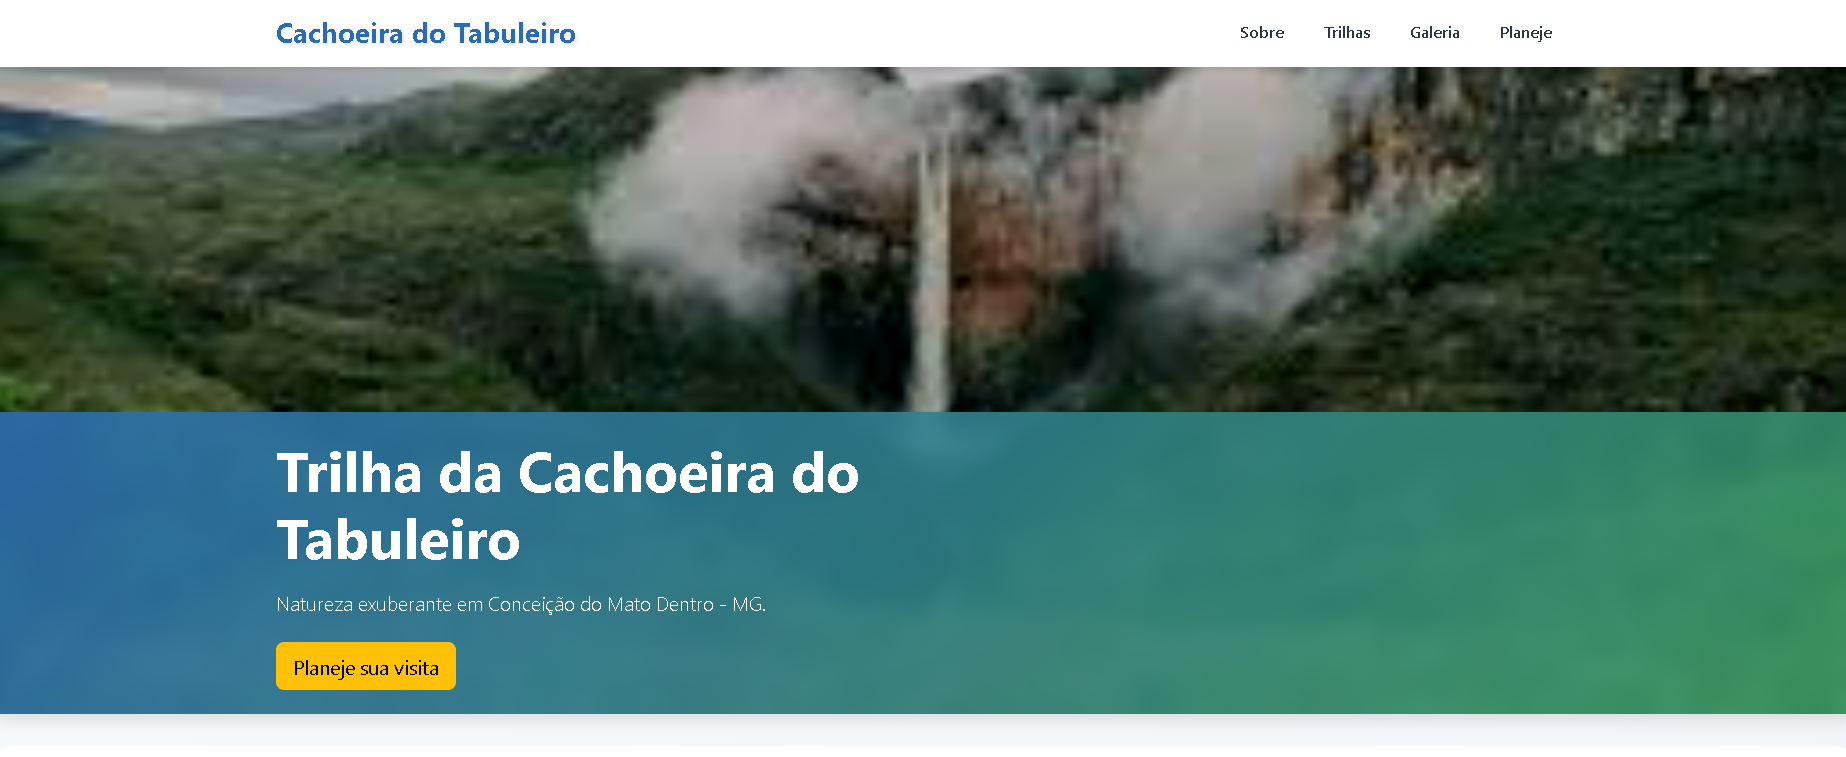 Cachoeira do Tabuleiro
Sobre Trilhas Galeria Planeje
Trilha da Cachoeira do
Tabuleiro
Natureza exuberante em Conceição do Mato Dentro - MG.
Planeje sua visita